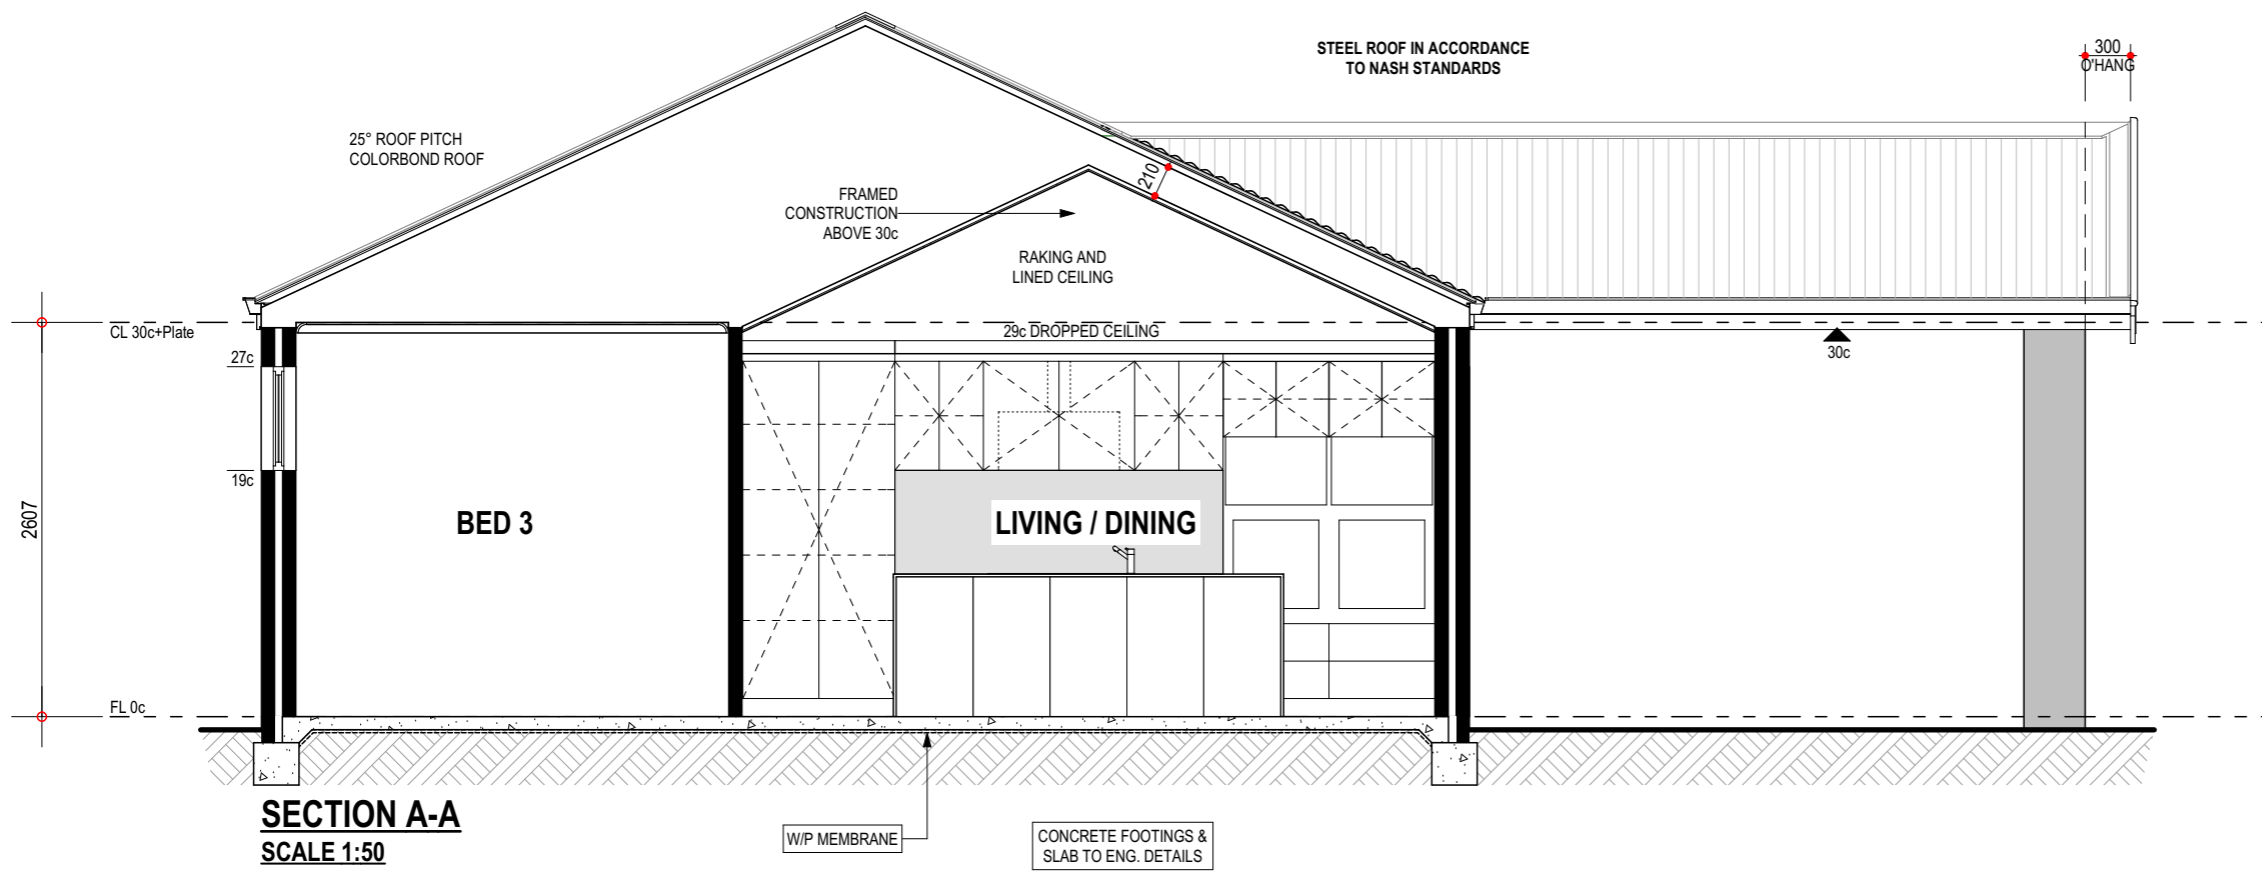 STEEL ROOF IN ACCORDANCE
TO NASH STANDARDS
300
O'HANG
25° ROOF PITCH
COLORBOND ROOF
210
FRAMED
CONSTRUCTION
ABOVE 30c
RAKING AND
LINED CEILING
CL 30c+Plate
29c DROPPED CEILING
30c
27c
19c
2607
BED 3
LIVING / DINING
FL 0c
SECTION A-A
SCALE 1:50
W/P MEMBRANE
CONCRETE FOOTINGS &
SLAB TO ENG. DETAILS